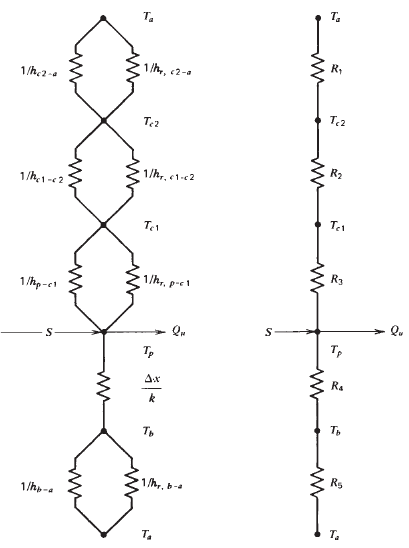 Ta Ta
1/hc2-a 1/hr, c2-a R1
Tc2 Tc2
1/hc1-c2 1/hr, c1-c2 R2
Tc1 Tc1
1/hp-c1 1/hr, p-c1 R3
S Qu S Qu
Tp Tp
Δx
k R4
Tb Tb
1/hb-a 1/hr, b-a R5
Ta Ta